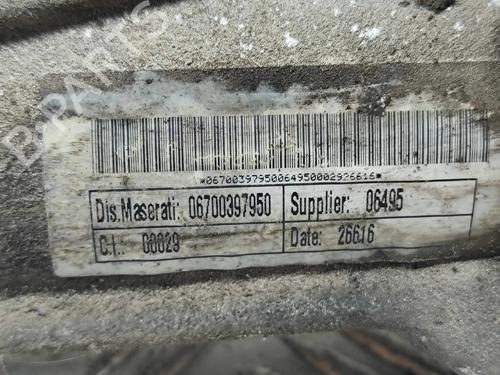 B-PARTS
*06700397950064950002926616*
Dis.Maserati: 06700397950 Supplier: 06495
C.I.: 00029 Date: 26616